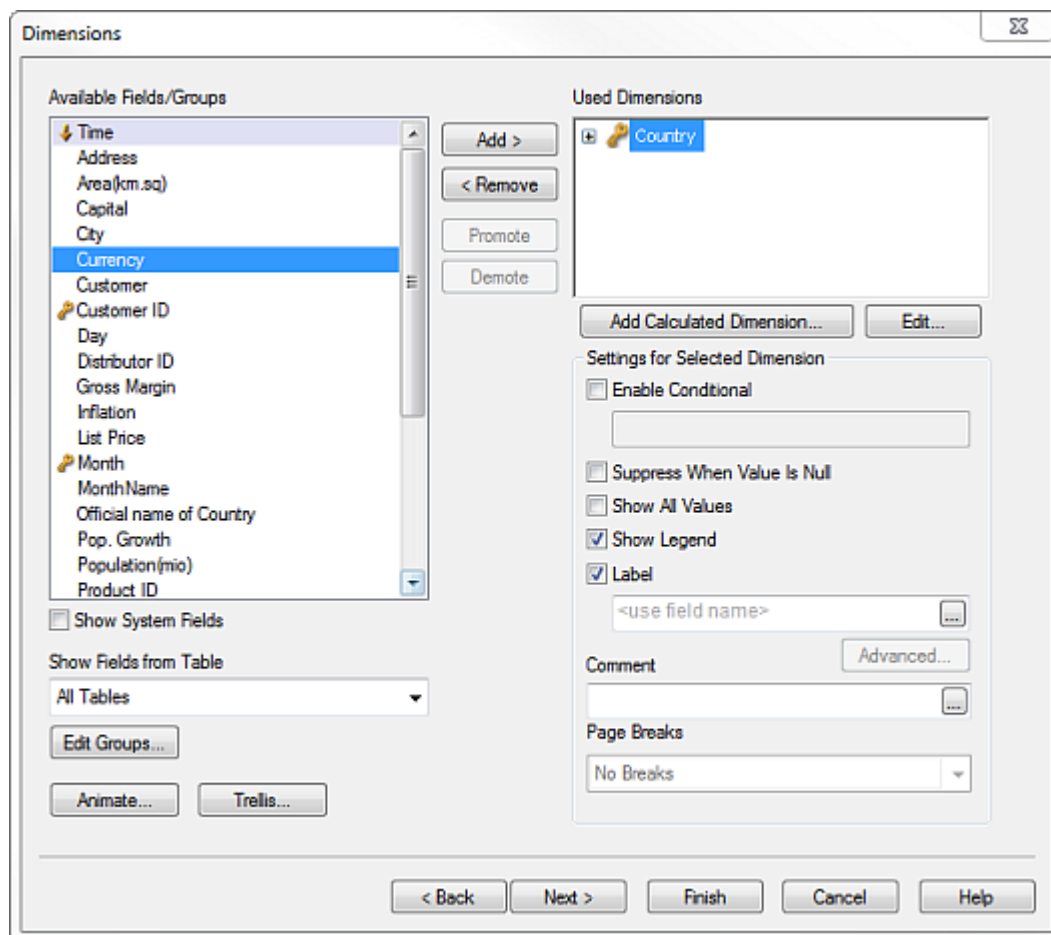 Dimensions
Available Fields/Groups
Time
Address
Area(km.sq)
Capital
City
Currency
Customer
Customer ID
Day
Distributor ID
Gross Margin
Inflation
List Price
Month
MonthName
Official name of Country
Pop. Growth
Population(mio)
Product ID
Show System Fields
Show Fields from Table
All Tables
Edit Groups...
Animate...
Trellis...
Add >
< Remove
Promote
Demote
Used Dimensions
Country
Add Calculated Dimension...
Edit...
Settings for Selected Dimension
Enable Conditional
Suppress When Value Is Null
Show All Values
Show Legend
Label
<use field name>
...
Advanced...
Comment
...
Page Breaks
No Breaks
< Back
Next >
Finish
Cancel
Help